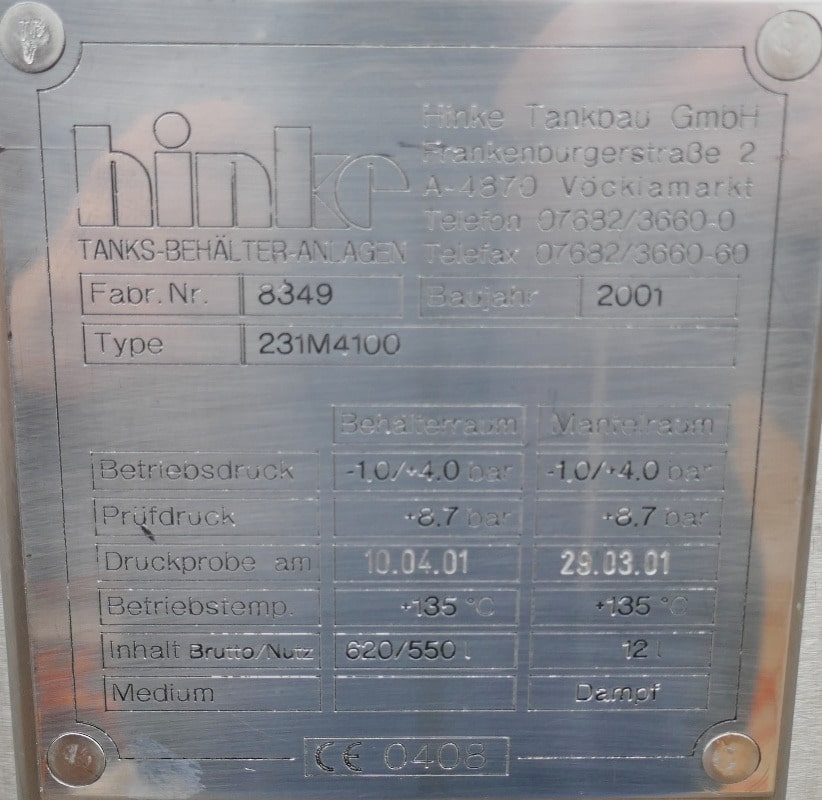 hinke
TANKS-BEHÄLTER-ANLAGEN
Hinke Tankbau GmbH
Frankenburgerstraße 2
A-4870 Vöcklamarkt
Telefon 07682/3660-0
Telefax 07682/3660-60
Fabr. Nr. 8349 Baujahr 2001
Type 231M4100
Behälterraum Mantelraum
Betriebsdruck -1.0/+4.0 bar -1.0/+4.0 bar
Prüfdruck +8.7 bar +8.7 bar
Druckprobe am 10.04.01 29.03.01
Betriebstemp. +135 °C +135 °C
Inhalt Brutto/Nutz 620/550 l 12 l
Medium Dampf
CE 0408